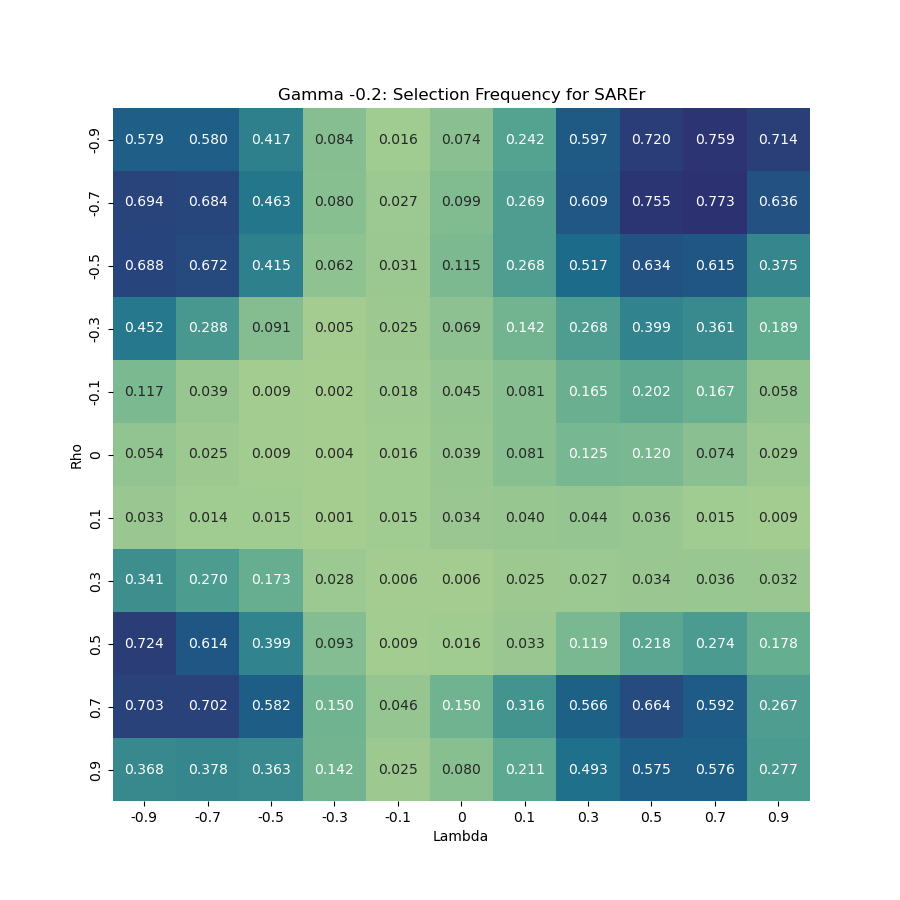 Gamma -0.2: Selection Frequency for SAREr
-0.9 0.579 0.580 0.417 0.084 0.016 0.074 0.242 0.597 0.720 0.759 0.714
-0.7 0.694 0.684 0.463 0.080 0.027 0.099 0.269 0.609 0.755 0.773 0.636
-0.5 0.688 0.672 0.415 0.062 0.031 0.115 0.268 0.517 0.634 0.615 0.375
-0.3 0.452 0.288 0.091 0.005 0.025 0.069 0.142 0.268 0.399 0.361 0.189
-0.1 0.117 0.039 0.009 0.002 0.018 0.045 0.081 0.165 0.202 0.167 0.058
Rho
0 0.054 0.025 0.009 0.004 0.016 0.039 0.081 0.125 0.120 0.074 0.029
0.1 0.033 0.014 0.015 0.001 0.015 0.034 0.040 0.044 0.036 0.015 0.009
0.3 0.341 0.270 0.173 0.028 0.006 0.006 0.025 0.027 0.034 0.036 0.032
0.5 0.724 0.614 0.399 0.093 0.009 0.016 0.033 0.119 0.218 0.274 0.178
0.7 0.703 0.702 0.582 0.150 0.046 0.150 0.316 0.566 0.664 0.592 0.267
0.9 0.368 0.378 0.363 0.142 0.025 0.080 0.211 0.493 0.575 0.576 0.277
-0.9 -0.7 -0.5 -0.3 -0.1 0 0.1 0.3 0.5 0.7 0.9
Lambda